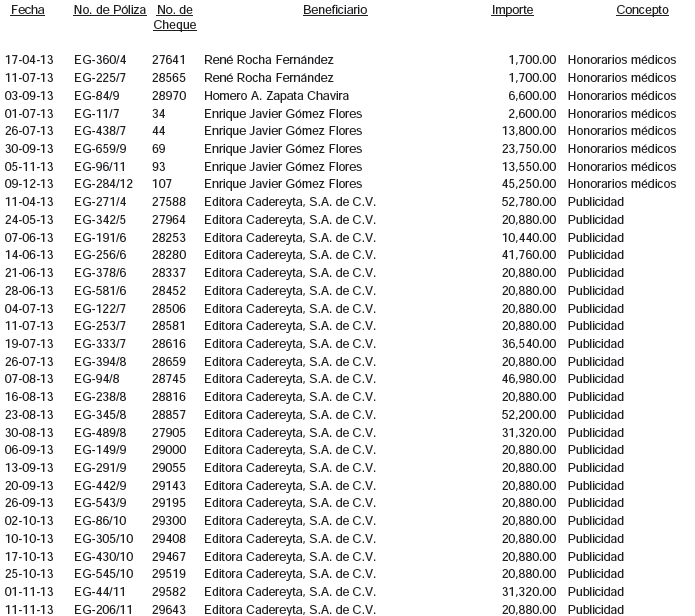 Fecha No. de Póliza No. de Cheque Beneficiario Importe Concepto
17-04-13 EG-360/4 27641 René Rocha Fernández 1,700.00 Honorarios médicos
11-07-13 EG-225/7 28565 René Rocha Fernández 1,700.00 Honorarios médicos
03-09-13 EG-84/9 28970 Homero A. Zapata Chavira 6,600.00 Honorarios médicos
01-07-13 EG-11/7 34 Enrique Javier Gómez Flores 2,600.00 Honorarios médicos
26-07-13 EG-438/7 44 Enrique Javier Gómez Flores 13,800.00 Honorarios médicos
30-09-13 EG-659/9 69 Enrique Javier Gómez Flores 23,750.00 Honorarios médicos
05-11-13 EG-96/11 93 Enrique Javier Gómez Flores 13,550.00 Honorarios médicos
09-12-13 EG-284/12 107 Enrique Javier Gómez Flores 45,250.00 Honorarios médicos
11-04-13 EG-271/4 27588 Editora Cadereyta, S.A. de C.V. 52,780.00 Publicidad
24-05-13 EG-342/5 27964 Editora Cadereyta, S.A. de C.V. 20,880.00 Publicidad
07-06-13 EG-191/6 28253 Editora Cadereyta, S.A. de C.V. 10,440.00 Publicidad
14-06-13 EG-256/6 28280 Editora Cadereyta, S.A. de C.V. 41,760.00 Publicidad
21-06-13 EG-378/6 28337 Editora Cadereyta, S.A. de C.V. 20,880.00 Publicidad
28-06-13 EG-581/6 28452 Editora Cadereyta, S.A. de C.V. 20,880.00 Publicidad
04-07-13 EG-122/7 28506 Editora Cadereyta, S.A. de C.V. 20,880.00 Publicidad
11-07-13 EG-253/7 28581 Editora Cadereyta, S.A. de C.V. 20,880.00 Publicidad
19-07-13 EG-333/7 28616 Editora Cadereyta, S.A. de C.V. 36,540.00 Publicidad
26-07-13 EG-394/8 28659 Editora Cadereyta, S.A. de C.V. 20,880.00 Publicidad
07-08-13 EG-94/8 28745 Editora Cadereyta, S.A. de C.V. 46,980.00 Publicidad
16-08-13 EG-238/8 28816 Editora Cadereyta, S.A. de C.V. 20,880.00 Publicidad
23-08-13 EG-345/8 28857 Editora Cadereyta, S.A. de C.V. 52,200.00 Publicidad
30-08-13 EG-489/8 27905 Editora Cadereyta, S.A. de C.V. 31,320.00 Publicidad
06-09-13 EG-149/9 29000 Editora Cadereyta, S.A. de C.V. 20,880.00 Publicidad
13-09-13 EG-291/9 29055 Editora Cadereyta, S.A. de C.V. 20,880.00 Publicidad
20-09-13 EG-442/9 29143 Editora Cadereyta, S.A. de C.V. 20,880.00 Publicidad
26-09-13 EG-543/9 29195 Editora Cadereyta, S.A. de C.V. 20,880.00 Publicidad
02-10-13 EG-86/10 29300 Editora Cadereyta, S.A. de C.V. 20,880.00 Publicidad
10-10-13 EG-305/10 29408 Editora Cadereyta, S.A. de C.V. 20,880.00 Publicidad
17-10-13 EG-430/10 29467 Editora Cadereyta, S.A. de C.V. 20,880.00 Publicidad
25-10-13 EG-545/10 29519 Editora Cadereyta, S.A. de C.V. 20,880.00 Publicidad
01-11-13 EG-44/11 29582 Editora Cadereyta, S.A. de C.V. 31,320.00 Publicidad
11-11-13 EG-206/11 29643 Editora Cadereyta, S.A. de C.V. 20,880.00 Publicidad